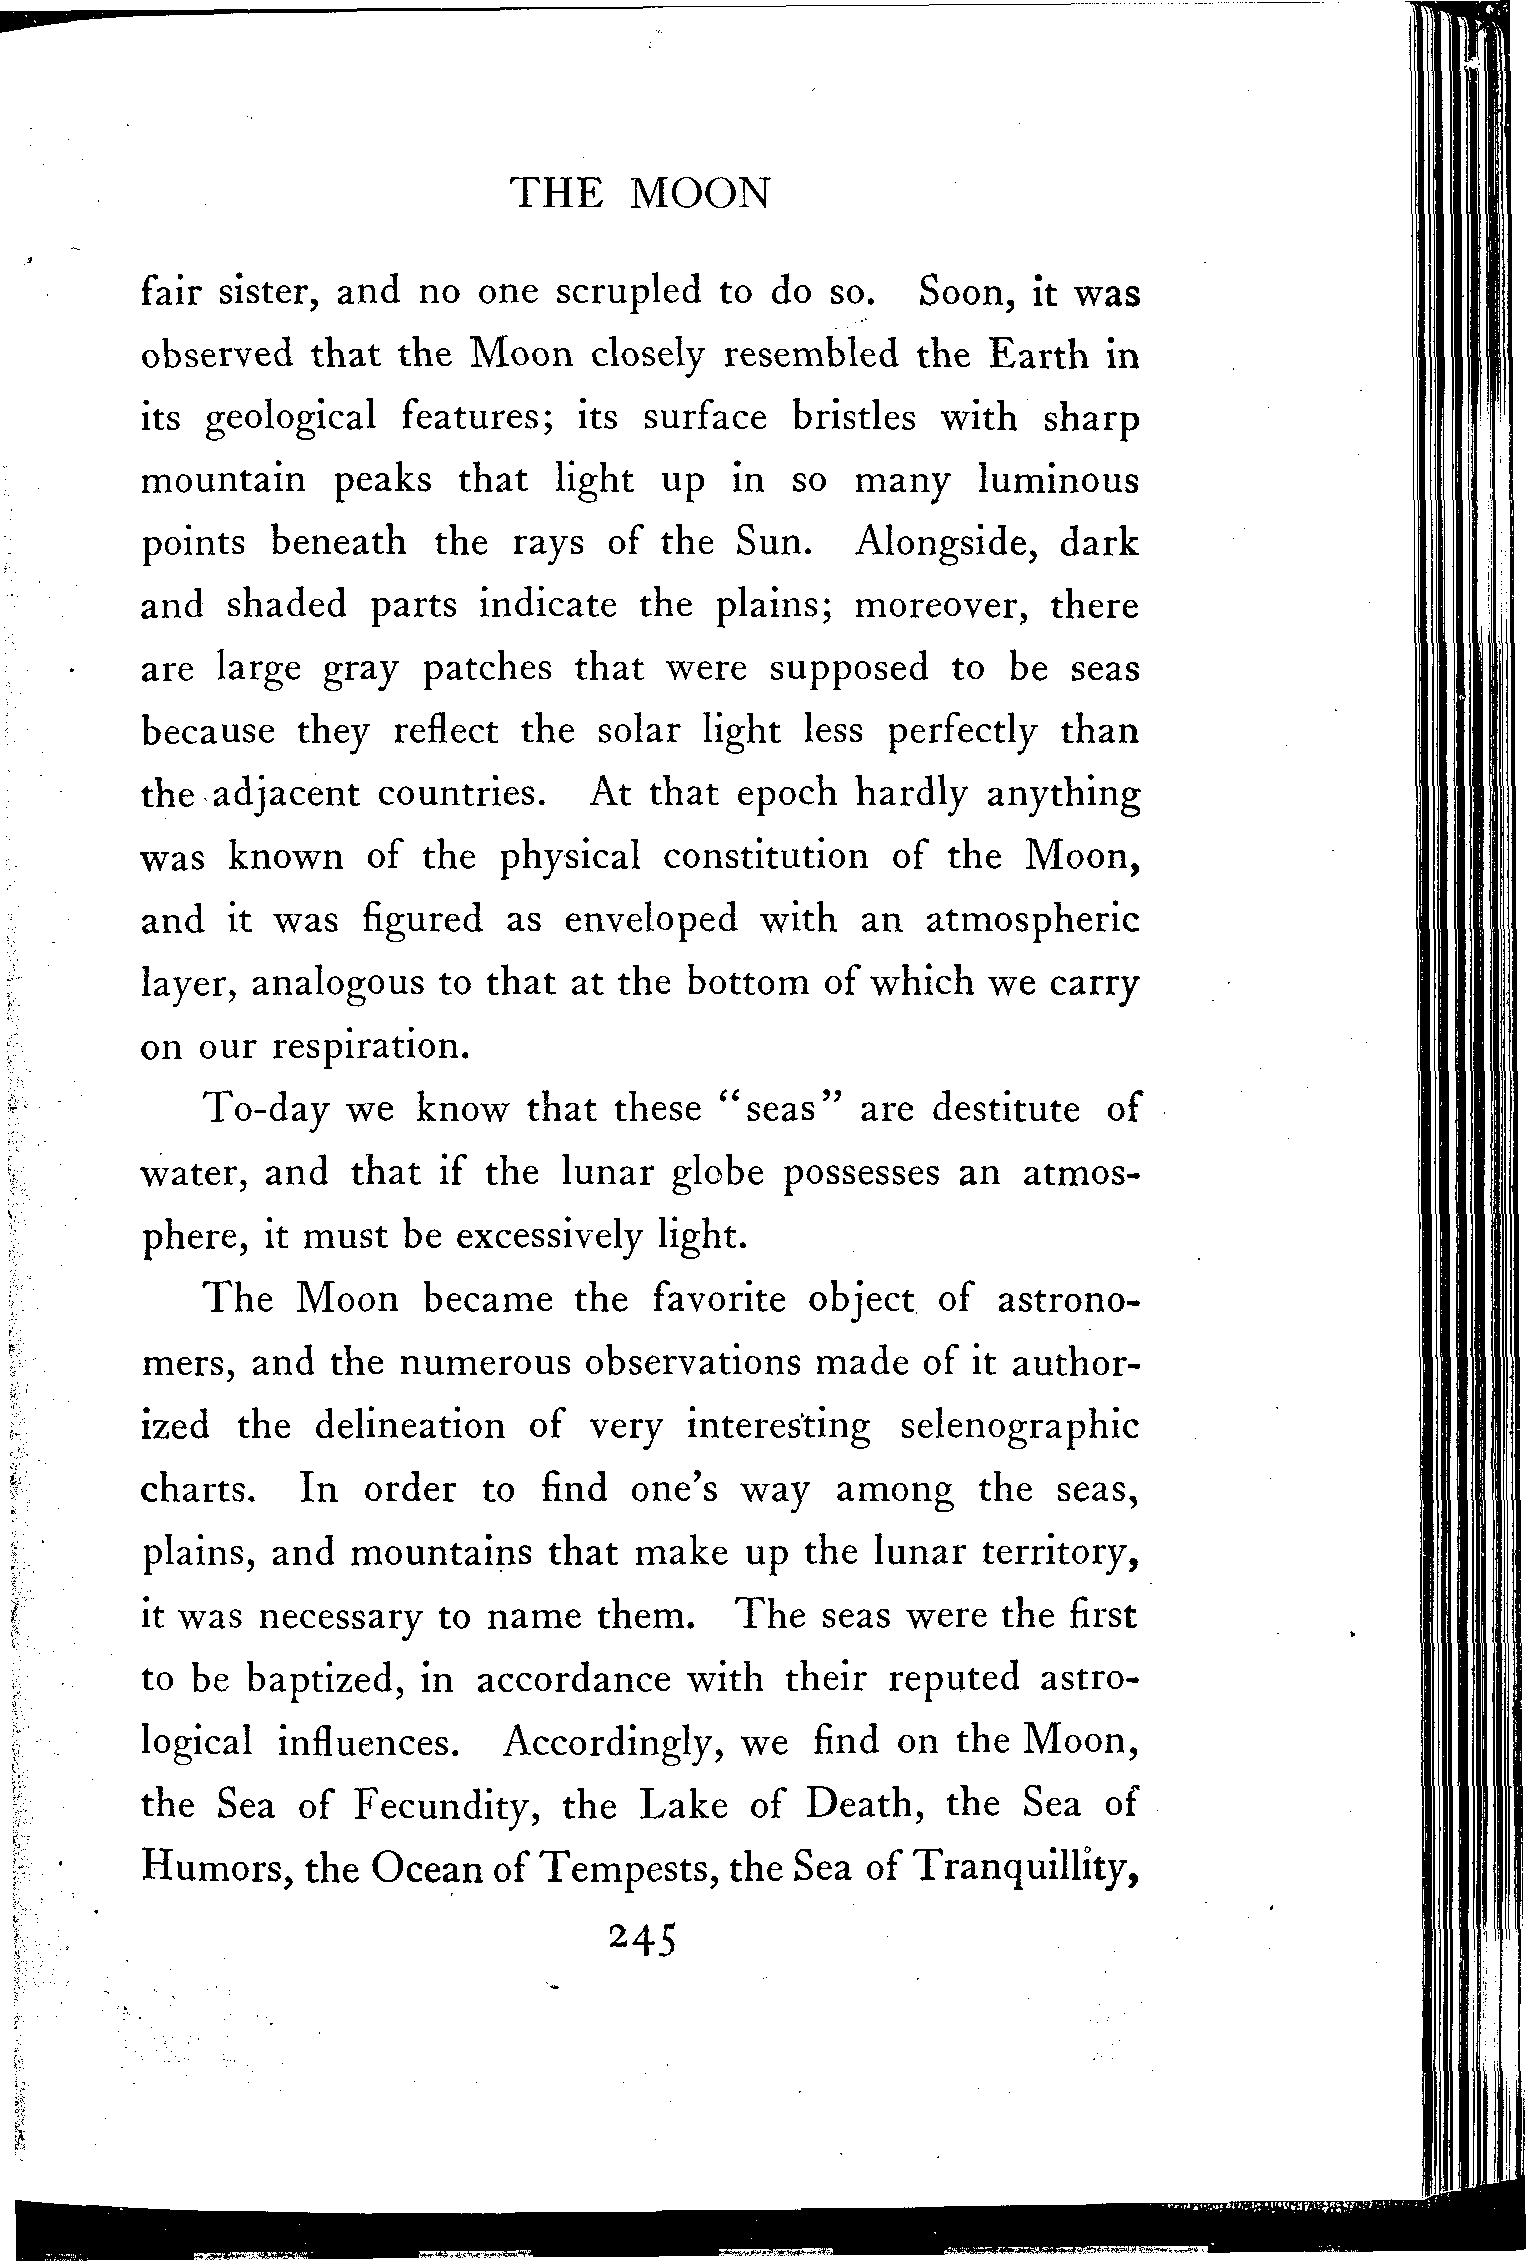 THE MOON
fair sister, and no one scrupled to do so. Soon, it was
observed that the Moon closely resembled the Earth in
its geological features; its surface bristles with sharp
mountain peaks that light up in so many luminous
points beneath the rays of the Sun. Alongside, dark
and shaded parts indicate the plains; moreover, there
are large gray patches that were supposed to be seas
because they reflect the solar light less perfectly than
the adjacent countries. At that epoch hardly anything
was known of the physical constitution of the Moon,
and it was figured as enveloped with an atmospheric
layer, analogous to that at the bottom of which we carry
on our respiration.
To-day we know that these “seas” are destitute of
water, and that if the lunar globe possesses an atmos-
phere, it must be excessively light.
The Moon became the favorite object of astrono-
mers, and the numerous observations made of it author-
ized the delineation of very interesting selenographic
charts. In order to find one's way among the seas,
plains, and mountains that make up the lunar territory,
it was necessary to name them. The seas were the first
to be baptized, in accordance with their reputed astro-
logical influences. Accordingly, we find on the Moon,
the Sea of Fecundity, the Lake of Death, the Sea of
Humors, the Ocean of Tempests, the Sea of Tranquillity,
245